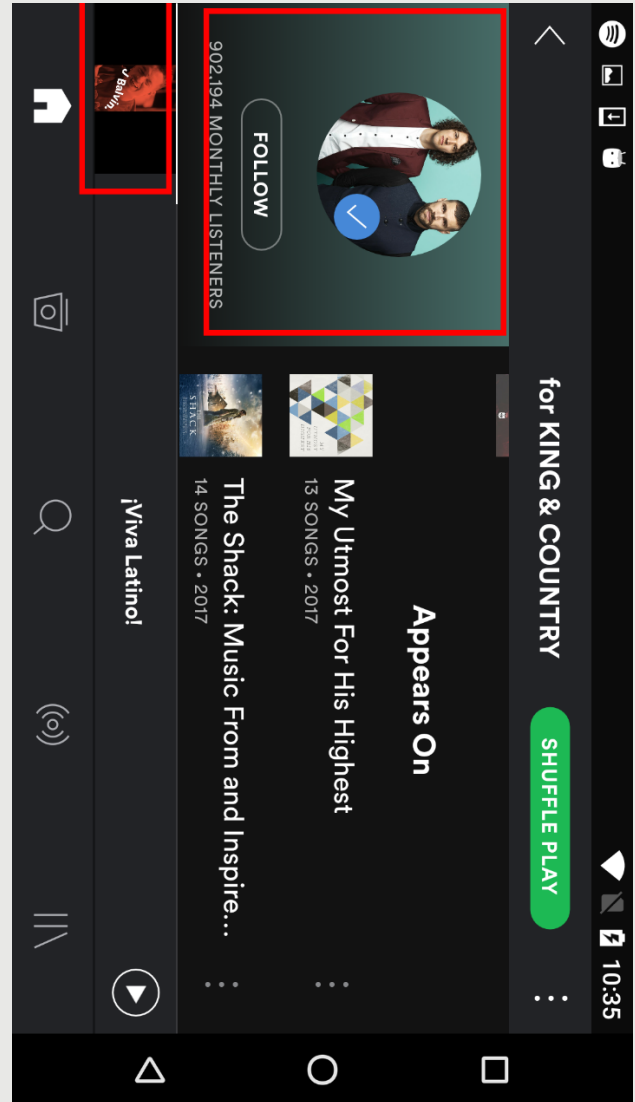 10:35
for KING & COUNTRY
SHUFFLE PLAY
FOLLOW
902,194 MONTHLY LISTENERS
Appears On
My Utmost For His Highest
13 SONGS • 2017
SHACK
The Shack: Music From and Inspire...
14 SONGS • 2017
J Balvin,
¡Viva Latino!